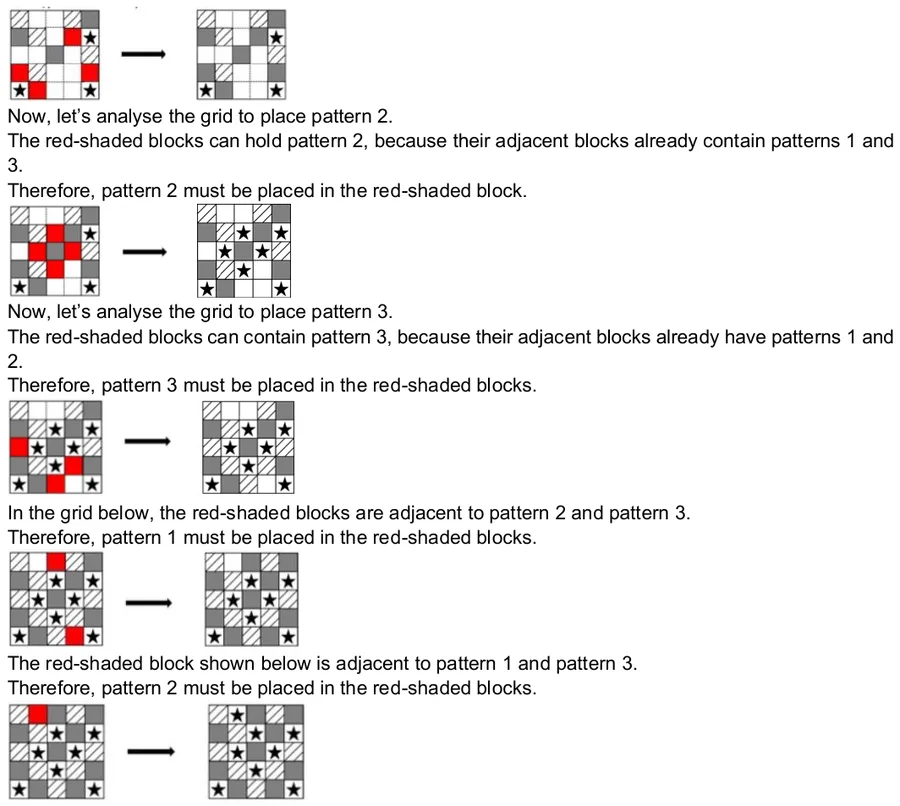 Now, let's analyse the grid to place pattern 2.
The red-shaded blocks can hold pattern 2, because their adjacent blocks already contain patterns 1 and
3.
Therefore, pattern 2 must be placed in the red-shaded block.
Now, let's analyse the grid to place pattern 3.
The red-shaded blocks can contain pattern 3, because their adjacent blocks already have patterns 1 and
2.
Therefore, pattern 3 must be placed in the red-shaded blocks.
In the grid below, the red-shaded blocks are adjacent to pattern 2 and pattern 3.
Therefore, pattern 1 must be placed in the red-shaded blocks.
The red-shaded block shown below is adjacent to pattern 1 and pattern 3.
Therefore, pattern 2 must be placed in the red-shaded blocks.